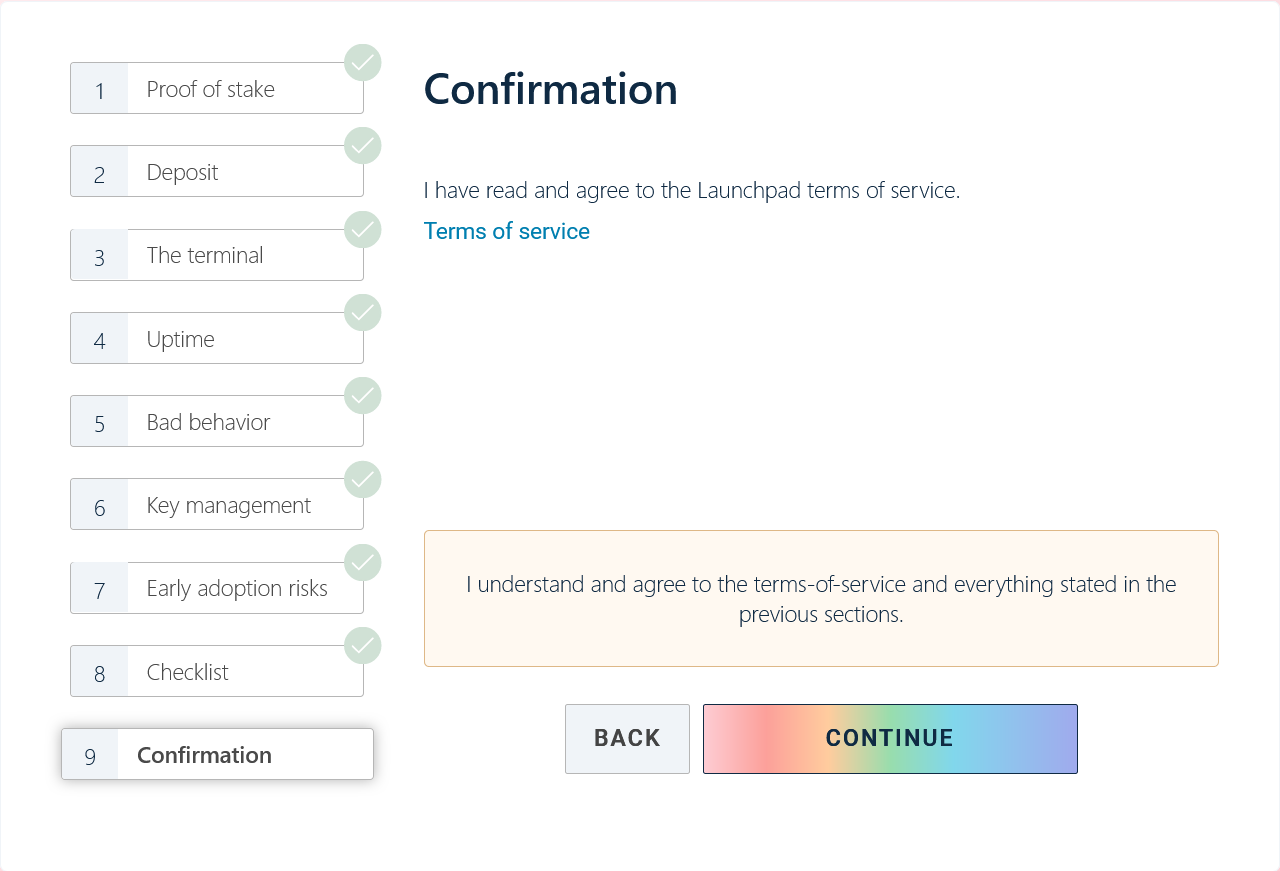 1 Proof of stake
2 Deposit
3 The terminal
4 Uptime
5 Bad behavior
6 Key management
7 Early adoption risks
8 Checklist
9 Confirmation
Confirmation
I have read and agree to the Launchpad terms of service.
Terms of service
I understand and agree to the terms-of-service and everything stated in the
previous sections.
BACK
CONTINUE